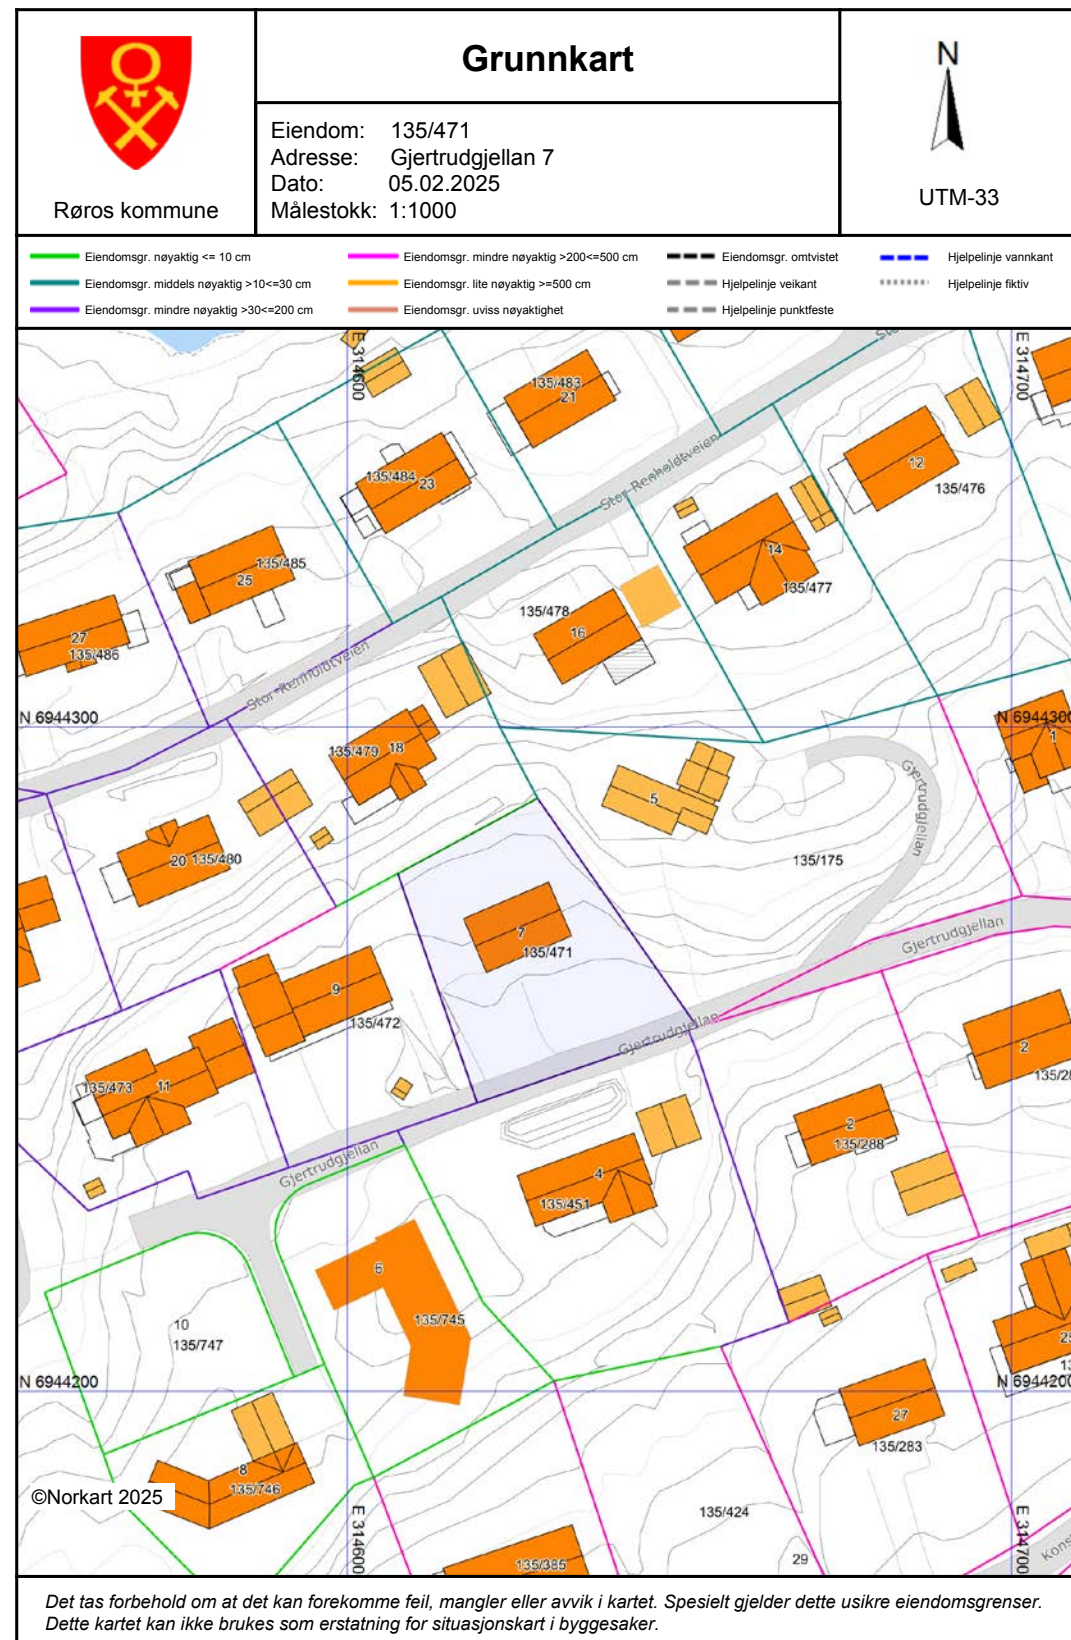 Grunnkart
N
Eiendom: 135/471
Adresse: Gjertrudgjellan 7
Dato: 05.02.2025
Målestokk: 1:1000
Røros kommune
UTM-33
Eiendomsgr. nøyaktig <= 10 cm
Eiendomsgr. middels nøyaktig >10<=30 cm
Eiendomsgr. mindre nøyaktig >30<=200 cm
Eiendomsgr. mindre nøyaktig >200<=500 cm
Eiendomsgr. lite nøyaktig >=500 cm
Eiendomsgr. uviss nøyaktighet
Eiendomsgr. omtvistet
Hjelpelinje veikant
Hjelpelinje punktfeste
Hjelpelinje vannkant
Hjelpelinje fiktiv
E 314600
E 314700
135/483
21
135/484
23
Stor Renholdtveien
12
135/476
135/485
25
14
135/477
135/478
16
27
135/486
Stor Renholdtveien
N 6944300
N 6944300
135/479
18
1
5
Gjertrudgjellan
20
135/480
135/175
7
135/471
Gjertrudgjellan
9
135/472
Gjertrudgjellan
2
135/473
11
2
135/288
Gjertrudgjellan
4
135/451
6
135/745
10
135/747
25
N 6944200
N 6944200
27
135/283
8
135/746
©Norkart 2025
135/424
E 314600
E 314700
135/385
29
Det tas forbehold om at det kan forekomme feil, mangler eller avvik i kartet. Spesielt gjelder dette usikre eiendomsgrenser.
Dette kartet kan ikke brukes som erstatning for situasjonskart i byggesaker.